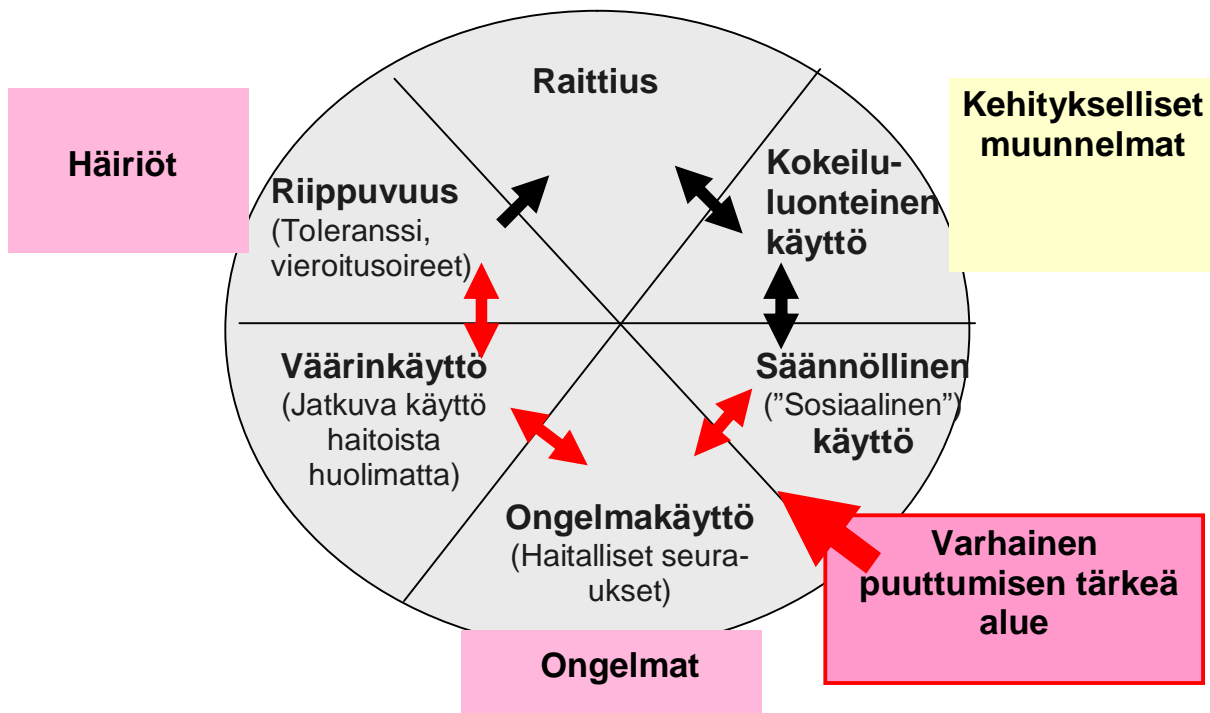 Raittius
Kehitykselliset
muunnelmat
Häiriöt
Kokeilu-
luonteinen
käyttö
Riippuvuus
(Toleranssi,
vieroitusoireet)
Väärinkäyttö
(Jatkuva käyttö
haitoista
huolimatta)
Säännöllinen
(”Sosiaalinen”)
käyttö
Ongelmakäyttö
(Haitalliset seura-
ukset)
Varhainen
puuttumisen tärkeä
alue
Ongelmat